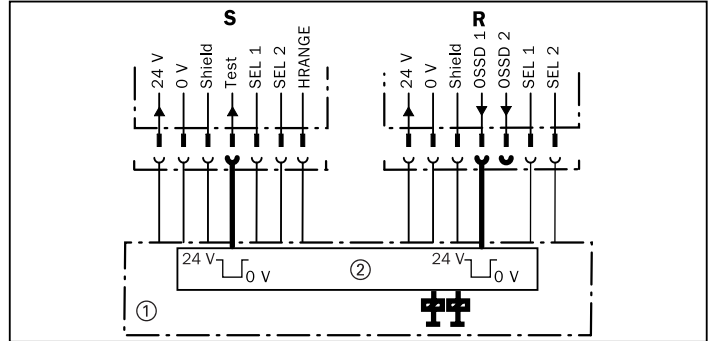 S
R
24 V
0 V
Shield
Test
SEL 1
SEL 2
HRANGE
24 V
0 V
Shield
OSSD 1
OSSD 2
SEL 1
SEL 2
24 V
0 V
②
24 V
0 V
①